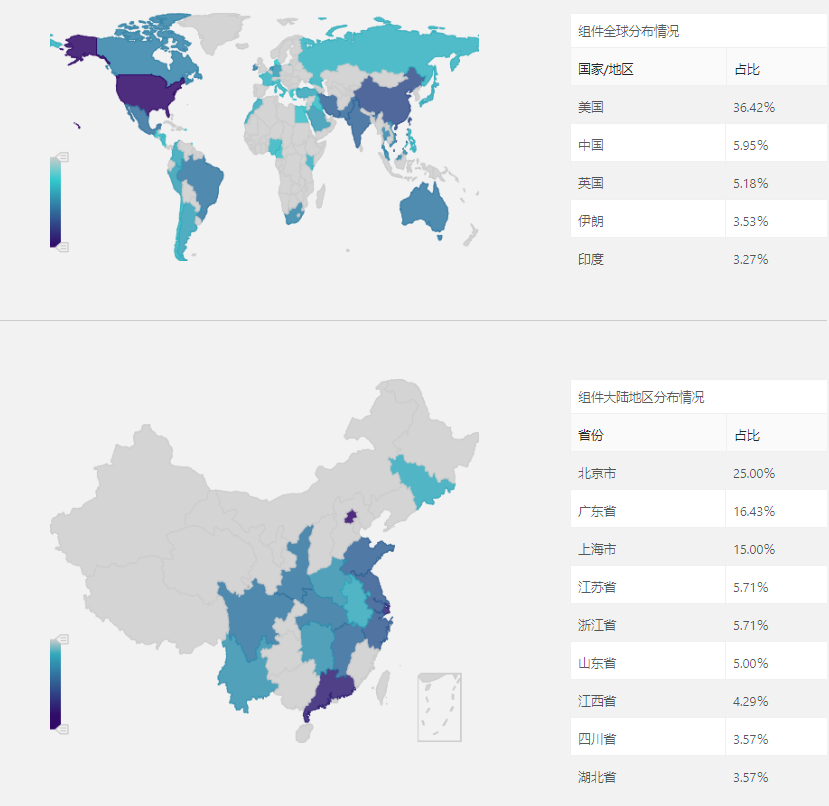 组件全球分布情况
国家/地区 占比
美国 36.42%
中国 5.95%
英国 5.18%
伊朗 3.53%
印度 3.27%
组件大陆地区分布情况
省份 占比
北京市 25.00%
广东省 16.43%
上海市 15.00%
江苏省 5.71%
浙江省 5.71%
山东省 5.00%
江西省 4.29%
四川省 3.57%
湖北省 3.57%